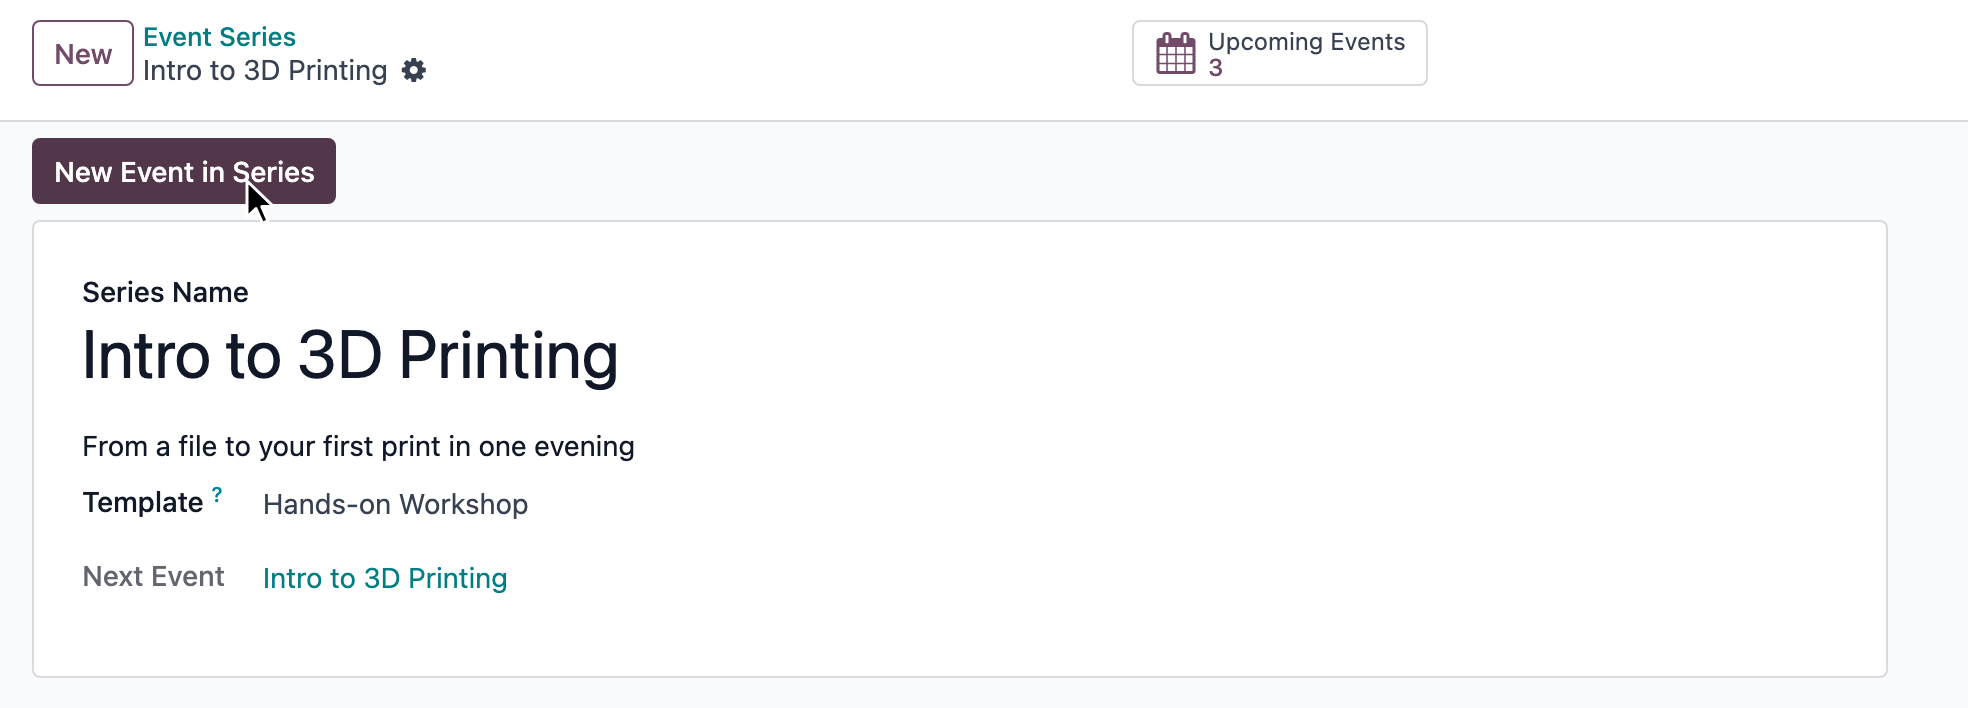 New
Event Series
Intro to 3D Printing
Upcoming Events
3
New Event in Series
Series Name
Intro to 3D Printing
From a file to your first print in one evening
Template ? Hands-on Workshop
Next Event Intro to 3D Printing